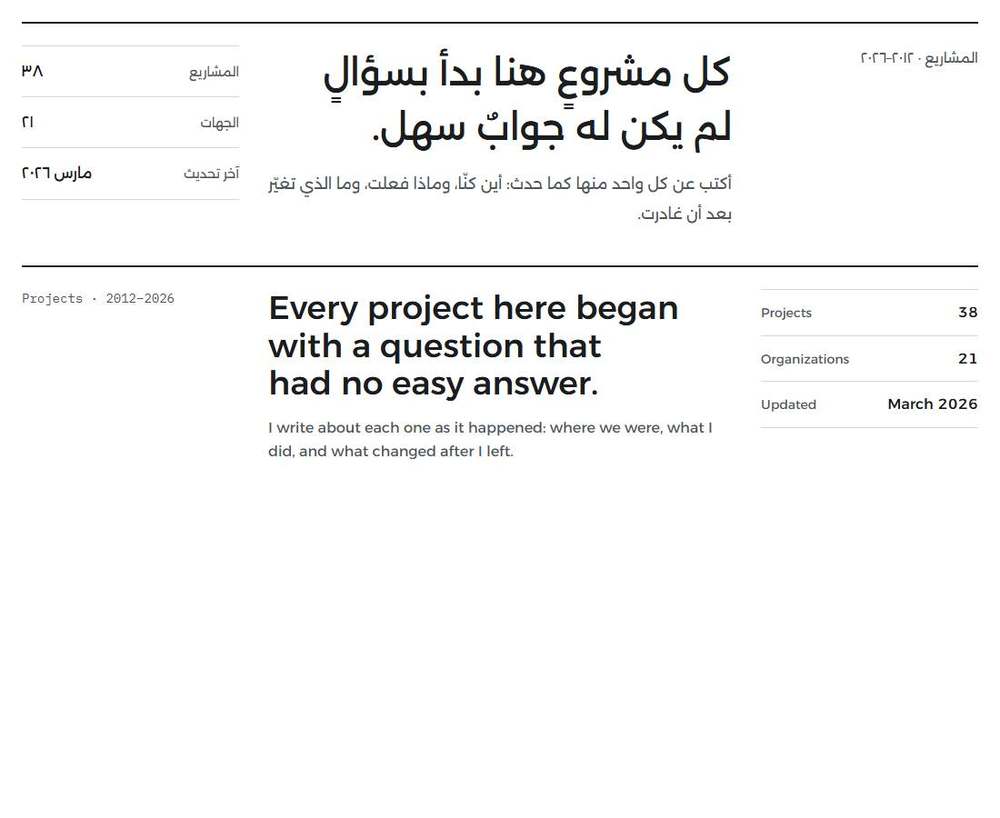 المشاريع · ٢٠١٢–٢٠٢٦
كل مشروعٍ هنا بدأ بسؤالٍ
لم يكن له جوابٌ سهل.
أكتب عن كل واحد منها كما حدث: أين كنّا، وماذا فعلت، وما الذي تغيّر
بعد أن غادرت.
المشاريع ٣٨
الجهات ٢١
آخر تحديث مارس ٢٠٢٦
Projects · 2012–2026
Every project here began
with a question that
had no easy answer.
I write about each one as it happened: where we were, what I
did, and what changed after I left.
Projects 38
Organizations 21
Updated March 2026